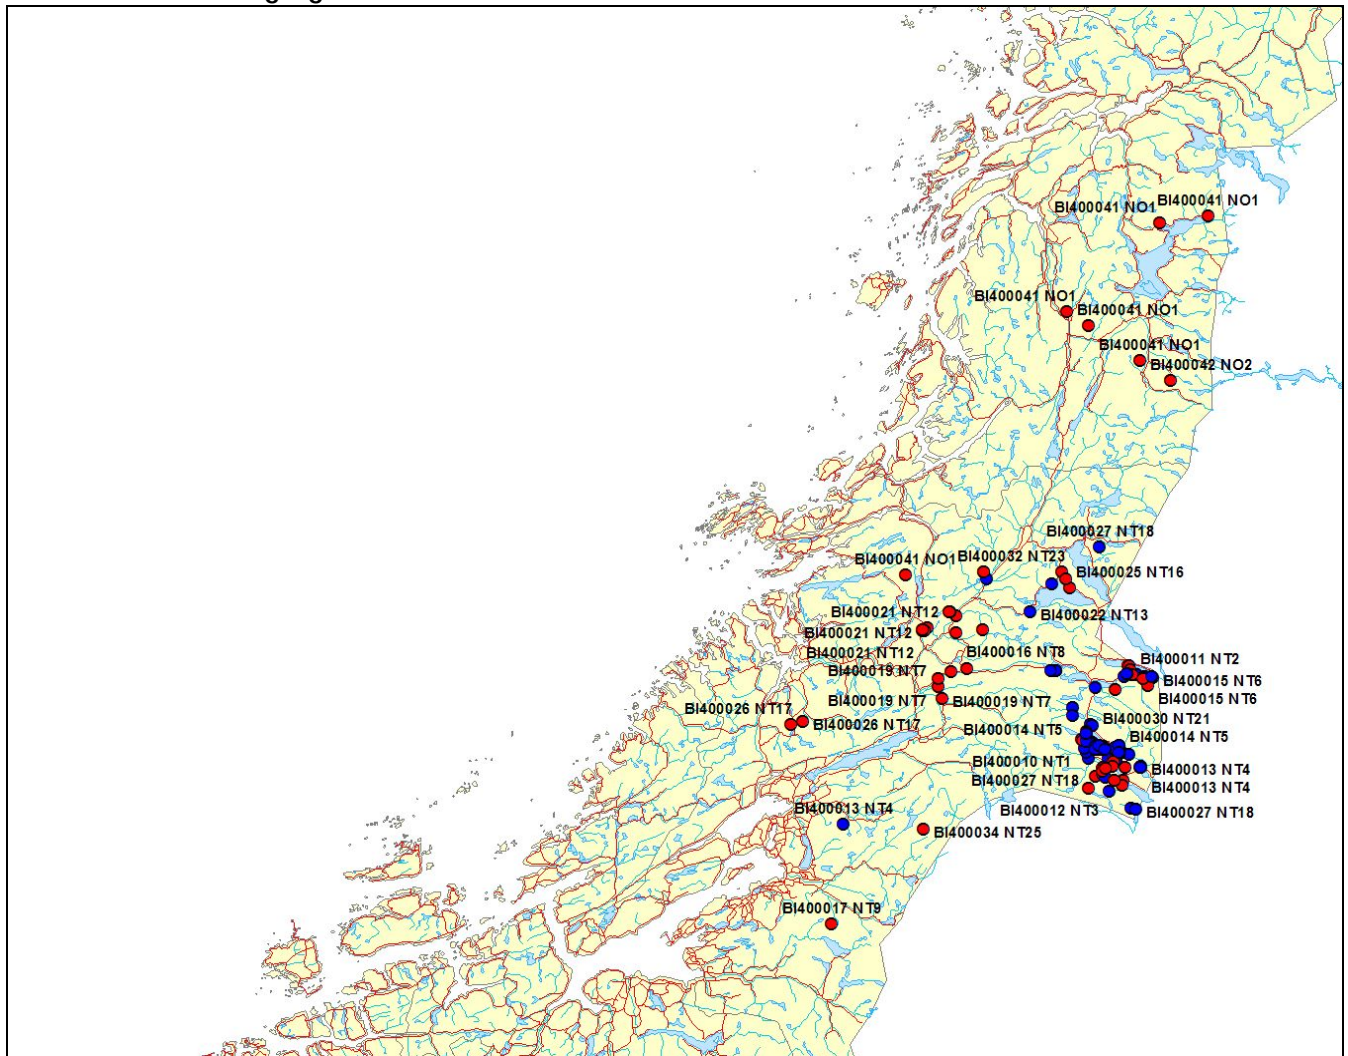 BI400041 NO1
BI400041 NO1
BI400041 NO1
BI400041 NO1
BI400041 NO1
BI400042 NO2
BI400027 NT18
BI400041 NO1
BI400032 NT23
BI400025 NT16
BI400021 NT12
BI400022 NT13
BI400021 NT12
BI400021 NT12
BI400016 NT8
BI400011 NT2
BI400019 NT7
BI400015 NT6
BI400019 NT7
BI400019 NT7
BI400015 NT6
BI400026 NT17
BI400026 NT17
BI400030 NT21
BI400014 NT5
BI400014 NT5
BI400010 NT1
BI400013 NT4
BI400027 NT18
BI400013 NT4
BI400013 NT4
BI400012 NT3
BI400027 NT18
BI400034 NT25
BI400017 NT9